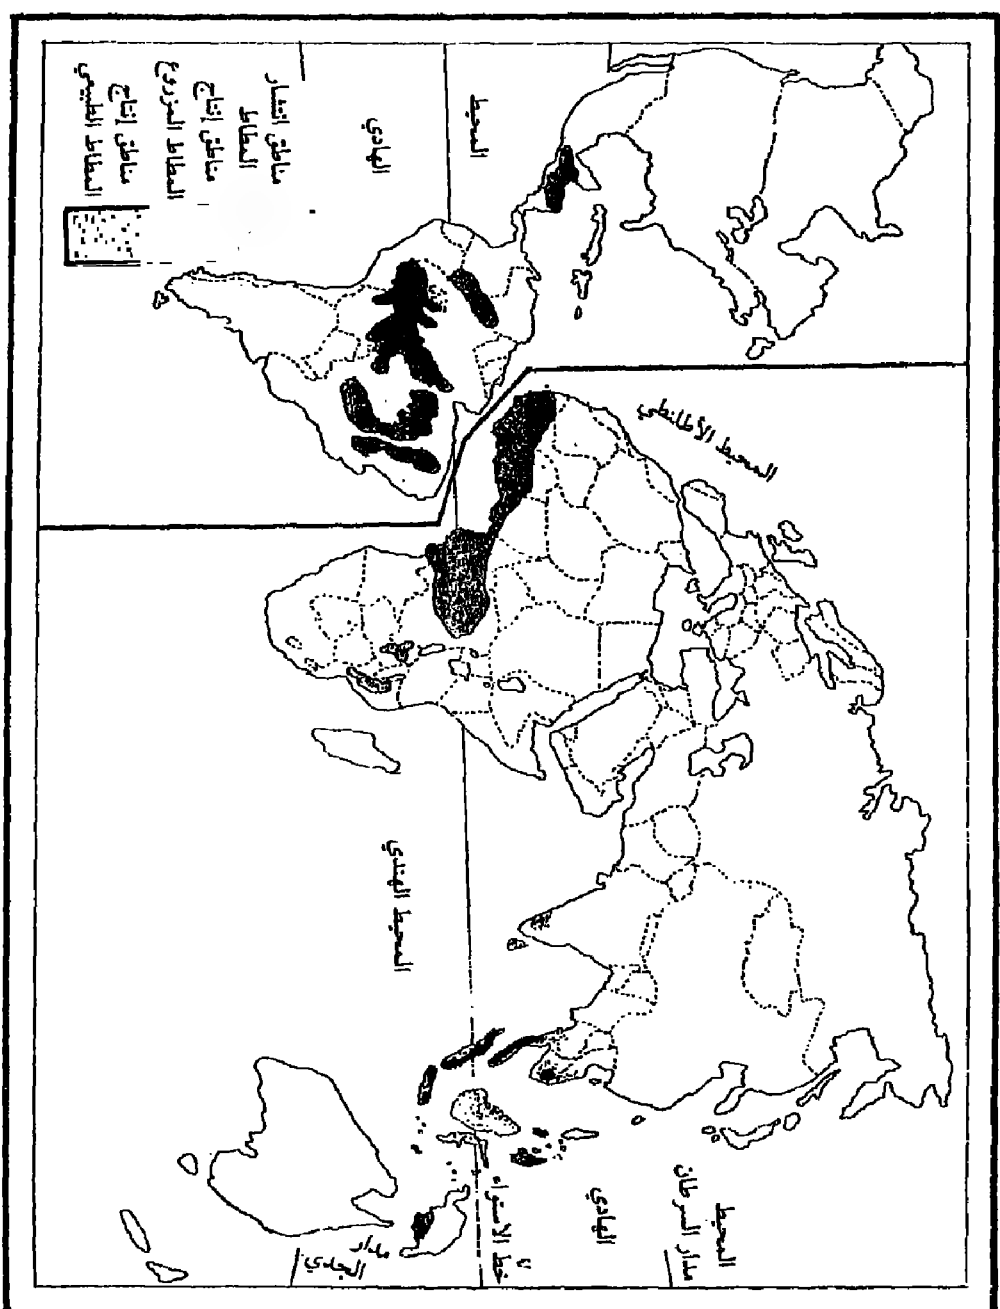 المحيط
الهادي
مناطق انتشار
المطاط
مناطق إنتاج
المطاط المزروع
مناطق إنتاج
المطاط الطبيعي
المحيط الأطلنطي
المحيط الهندي
المحيط
الهادي
مدار السرطان
خط الأستواء
مدار
الجدي